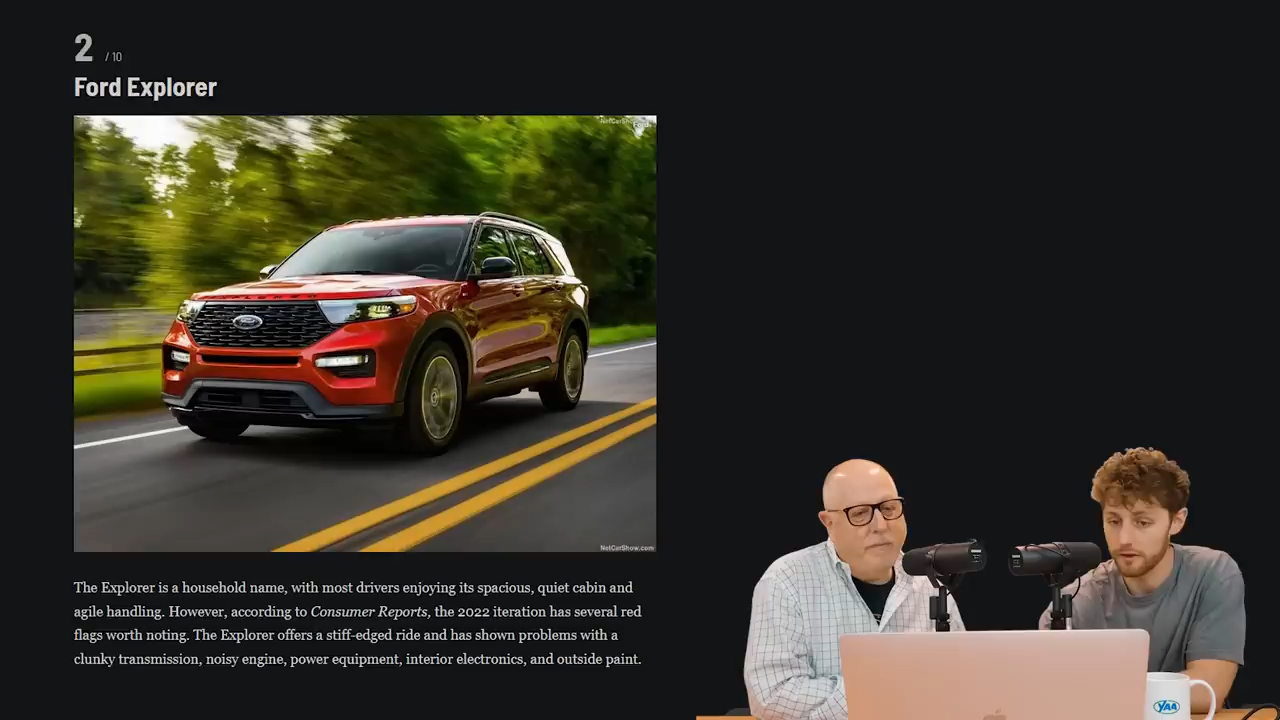 2 / 10
Ford Explorer
NetCarShow.com
The Explorer is a household name, with most drivers enjoying its spacious, quiet cabin and
agile handling. However, according to Consumer Reports, the 2022 iteration has several red
flags worth noting. The Explorer offers a stiff-edged ride and has shown problems with a
clunky transmission, noisy engine, power equipment, interior electronics, and outside paint.
YAA